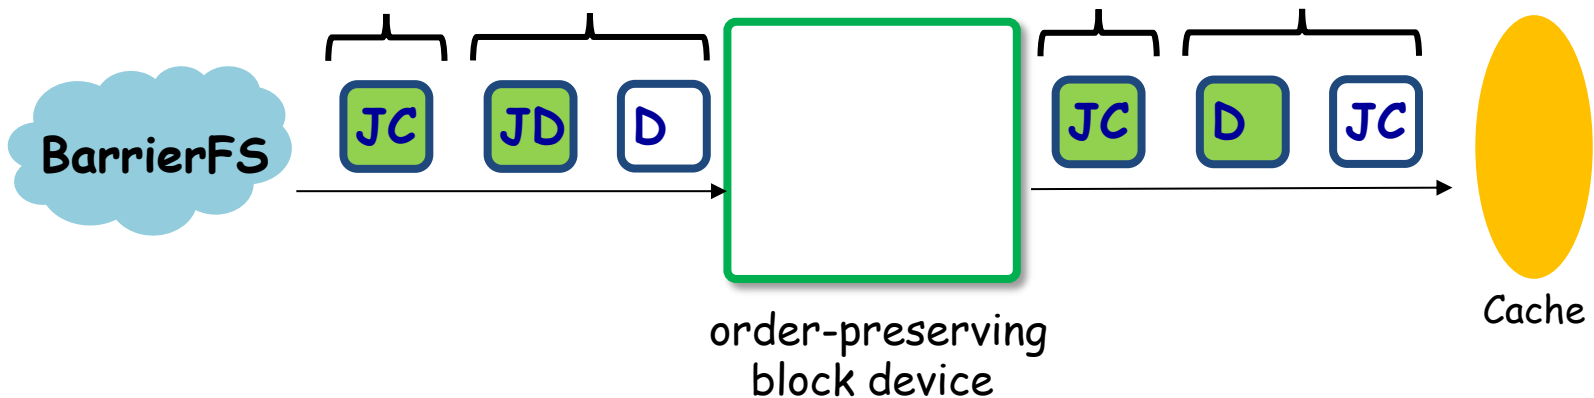 BarrierFS
JC
JD
D
JC
D
JC
order-preserving
block device
Cache